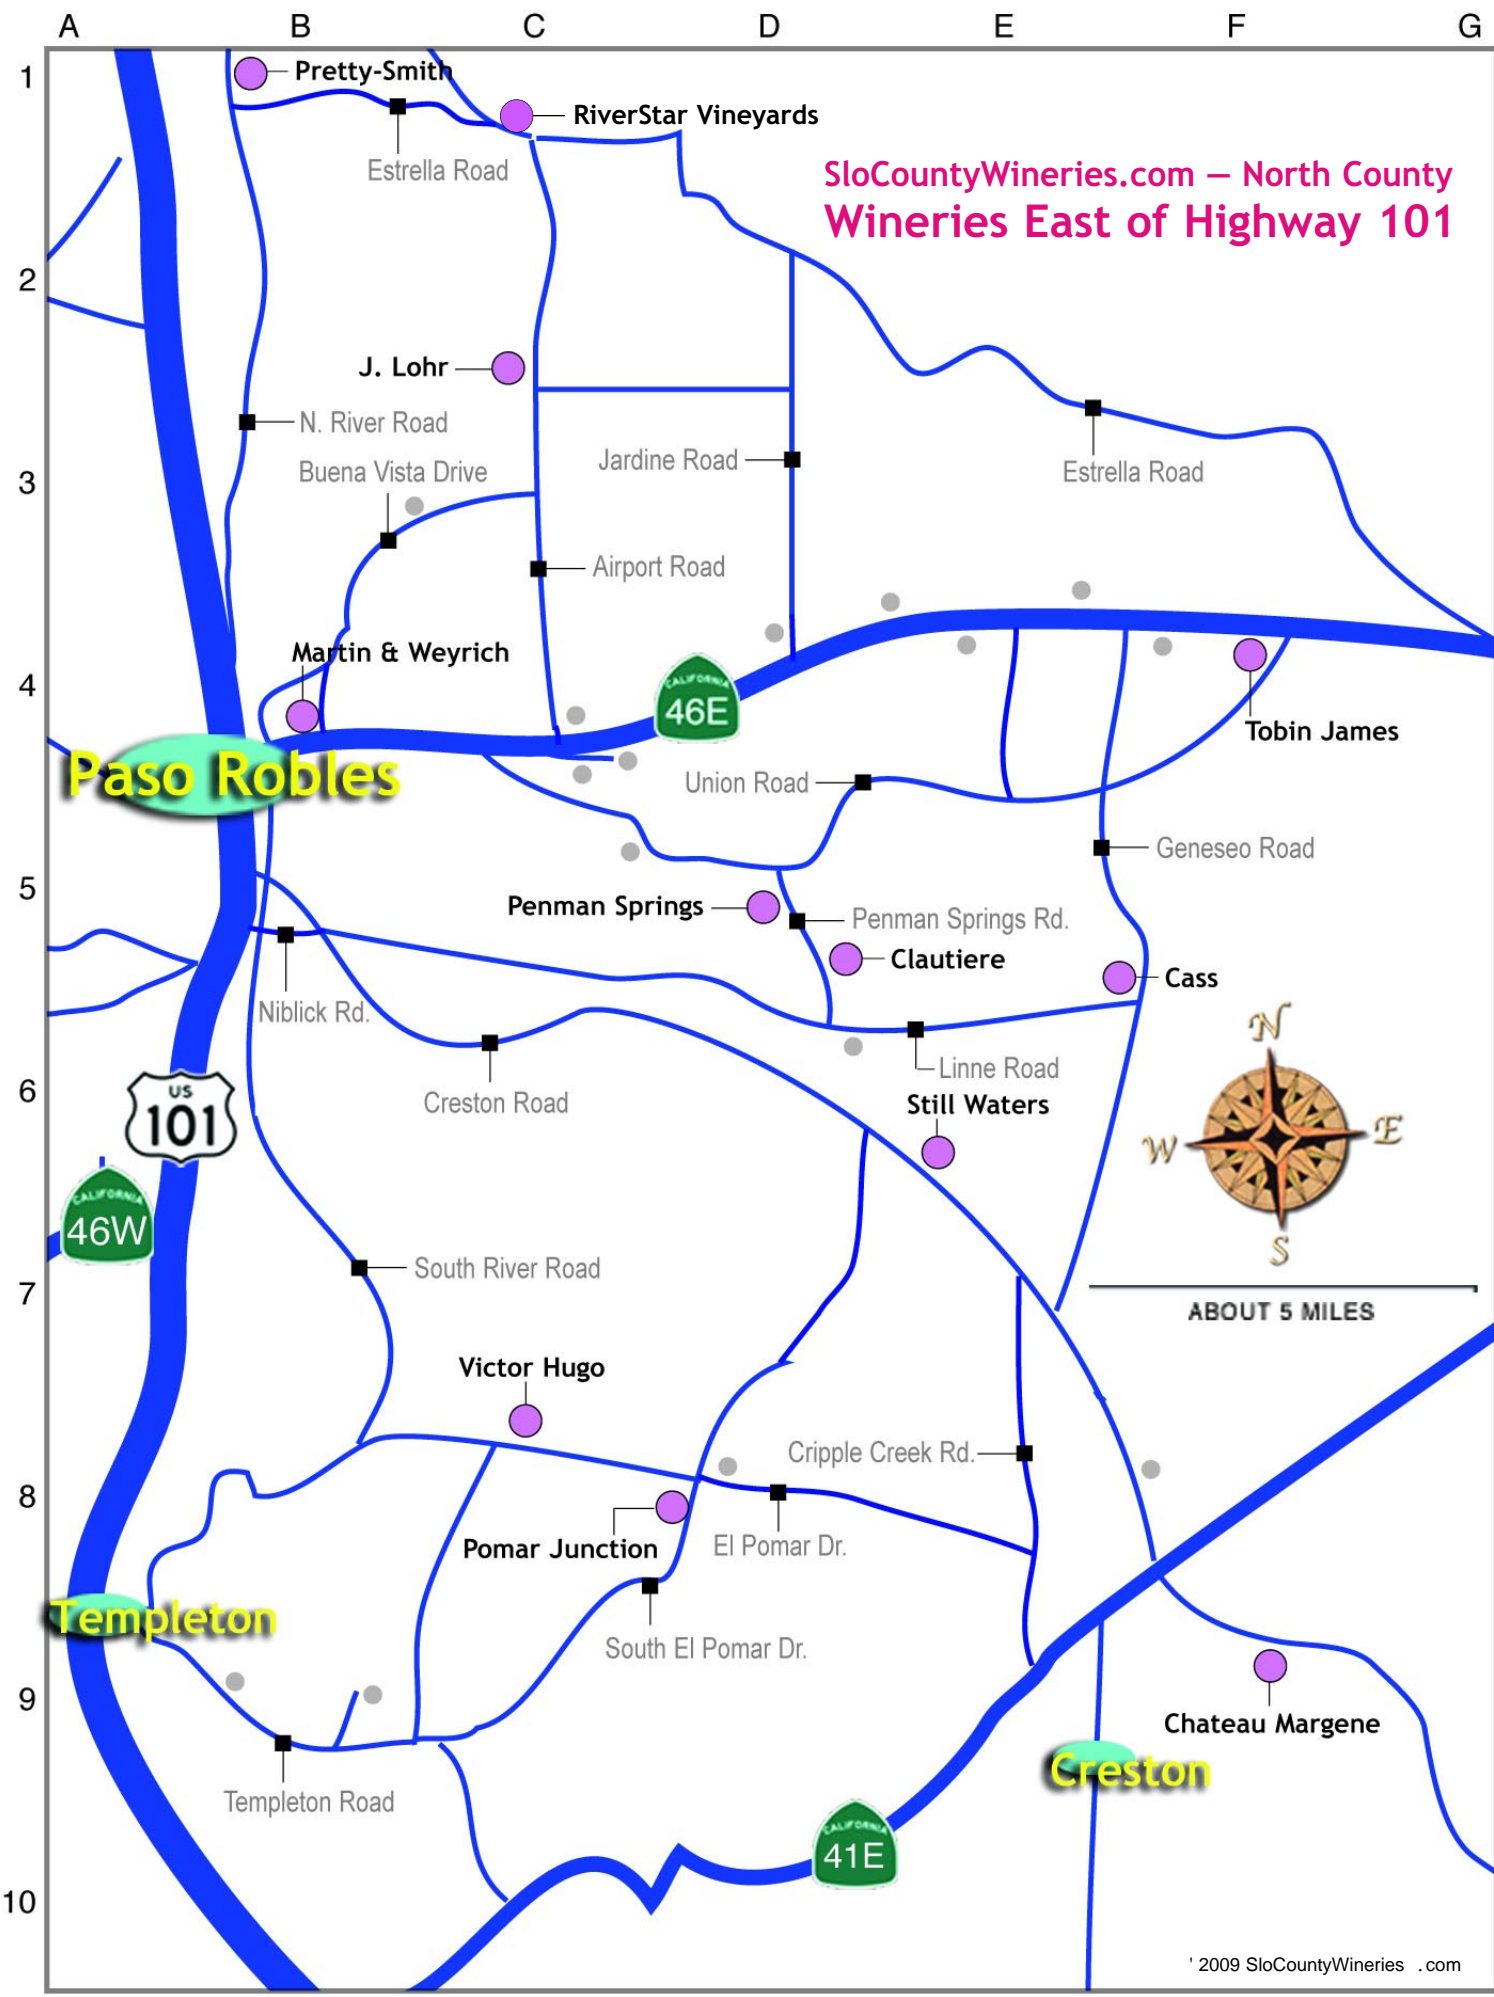 A B C D E F G
1
Pretty-Smith
RiverStar Vineyards
Estrella Road
SloCountyWineries.com — North County
Wineries East of Highway 101
2
J. Lohr
N. River Road
Jardine Road
Buena Vista Drive
Estrella Road
3
Airport Road
Martin & Weyrich
4
CALIFORNIA
46E
Tobin James
Paso Robles
Union Road
Geneseo Road
5
Penman Springs
Penman Springs Rd.
Clautiere
Cass
Niblick Rd.
N
Linne Road
6
Creston Road
Still Waters
US
101
W
E
CALIFORNIA
46W
S
South River Road
7
ABOUT 5 MILES
Victor Hugo
Cripple Creek Rd.
8
Pomar Junction
El Pomar Dr.
Templeton
South El Pomar Dr.
9
Chateau Margene
Creston
Templeton Road
CALIFORNIA
41E
10
' 2009 SloCountyWineries .com